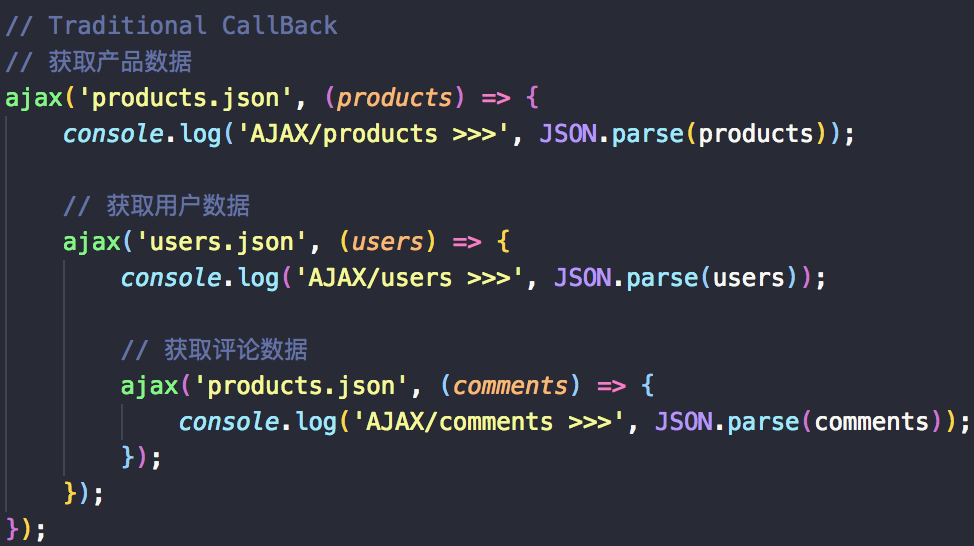 // Traditional CallBack
// 获取产品数据
ajax('products.json', (products) => {
    console.log('AJAX/products >>>', JSON.parse(products));

    // 获取用户数据
    ajax('users.json', (users) => {
        console.log('AJAX/users >>>', JSON.parse(users));

        // 获取评论数据
        ajax('products.json', (comments) => {
            console.log('AJAX/comments >>>', JSON.parse(comments));
        });
    });
});